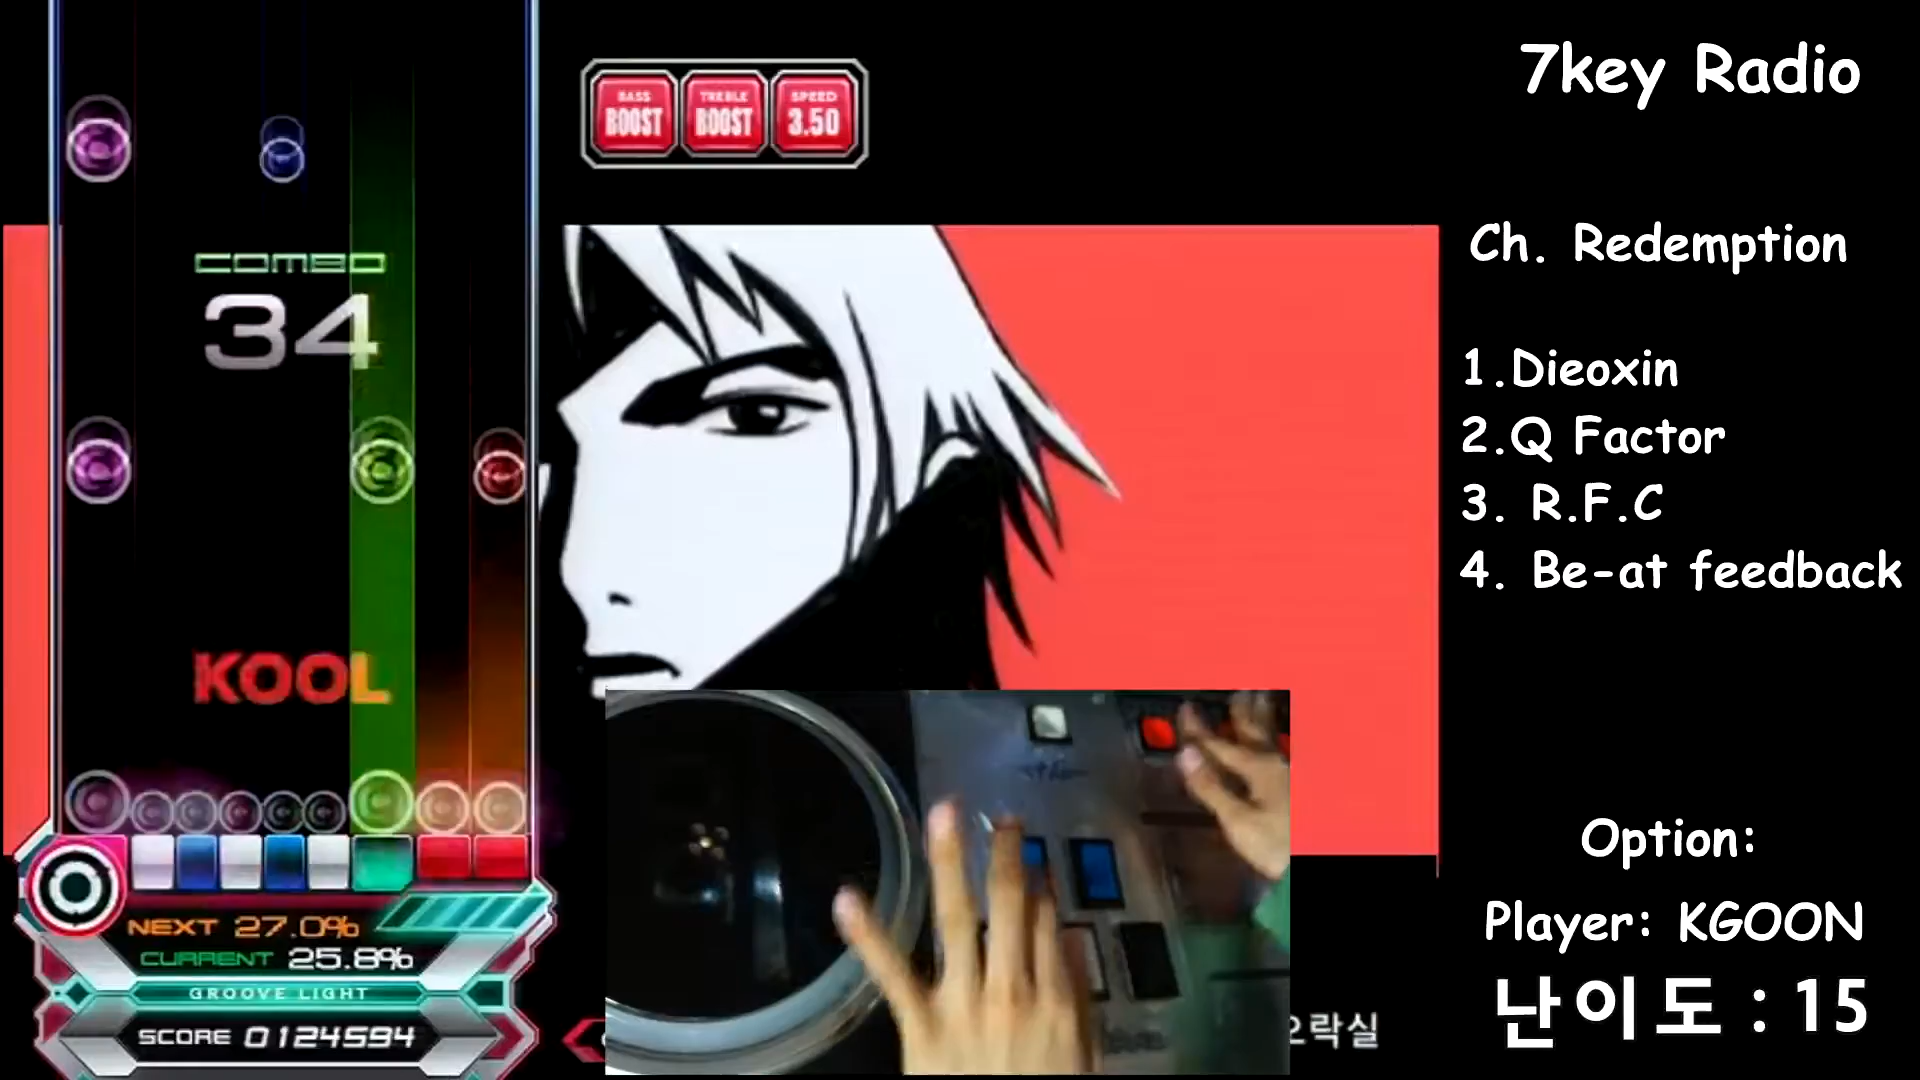 COMBO
34
KOOL
NEXT 27.0%
CURRENT 25.8%
GROOVE LIGHT
SCORE 0124594
BASS
BOOST
TREBLE
BOOST
SPEED
3.50
7key Radio
Ch. Redemption
1.Dieoxin
2.Q Factor
3. R.F.C
4. Be-at feedback
Option:
Player: KGOON
난이도 : 15
락실